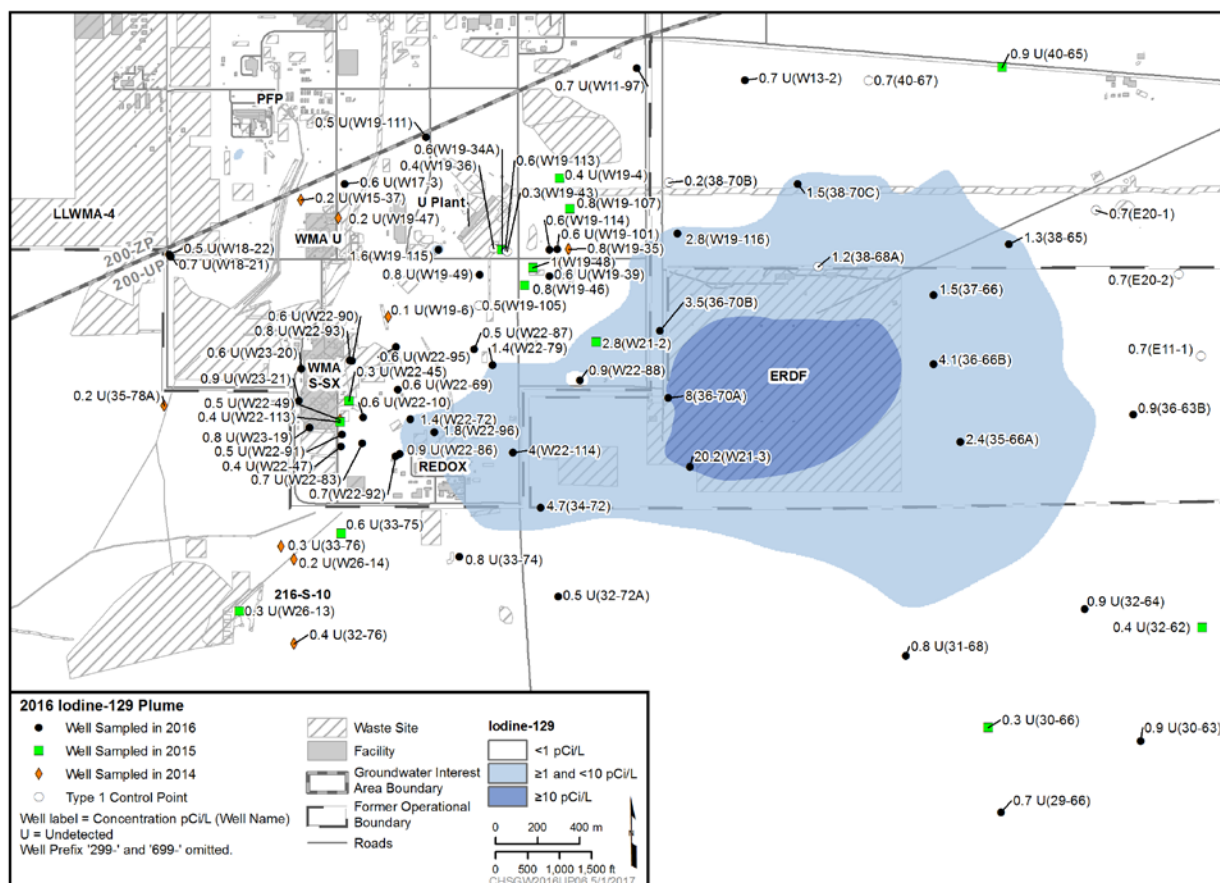 0.9 U(40-65)
0.7 U(W13-2)
0.7(40-67)
0.7 U(W11-97)
PFP
0.5 U(W19-111)
0.6(W19-34A)
0.6(W19-113)
0.4(W19-36)
0.4 U(W19-4)
0.3(W19-43)
0.6 U(W17-3)
0.2(38-70B)
1.5(38-70C)
0.2 U(W15-37)
U Plant
0.8(W19-107)
0.7(E20-1)
LLWMA-4
0.2 U(W19-47)
0.6(W19-114)
0.6 U(W19-101)
2.8(W19-116)
WMA U
1.3(38-65)
200-ZP
200-UP
0.5 U(W18-22)
0.7 U(W18-21)
1.6(W19-115)
0.8(W19-35)
1(W19-48)
1.2(38-68A)
0.8 U(W19-49)
0.6 U(W19-39)
0.7(E20-2)
0.8(W19-46)
1.5(37-66)
0.1 U(W19-6)
0.5(W19-105)
3.5(36-70B)
0.6 U(W22-90)
0.8 U(W22-93)
0.5 U(W22-87)
2.8(W21-2)
0.6 U(W23-20)
0.6 U(W22-95)
1.4(W22-79)
0.7(E11-1)
WMA
S-SX
0.3 U(W22-45)
4.1(36-66B)
0.9 U(W23-21)
0.6 U(W22-69)
0.9(W22-88)
ERDF
0.2 U(35-78A)
0.5 U(W22-49)
0.6 U(W22-10)
8(36-70A)
0.4 U(W22-113)
1.4(W22-72)
0.9(36-63B)
0.8 U(W23-19)
1.8(W22-96)
0.5 U(W22-91)
0.9 U(W22-86)
4(W22-114)
2.4(35-66A)
0.4 U(W22-47)
REDOX
20.2(W21-3)
0.7 U(W22-83)
0.7(W22-92)
4.7(34-72)
0.6 U(33-75)
0.3 U(33-76)
0.2 U(W26-14)
0.8 U(33-74)
216-S-10
0.5 U(32-72A)
0.3 U(W26-13)
0.9 U(32-64)
0.4 U(32-62)
0.4 U(32-76)
0.8 U(31-68)
0.3 U(30-66)
0.9 U(30-63)
0.7 U(29-66)
2016 Iodine-129 Plume
Well Sampled in 2016
Well Sampled in 2015
Well Sampled in 2014
Type 1 Control Point
Well label = Concentration pCi/L (Well Name)
U = Undetected
Well Prefix '299-' and '699-' omitted.
Waste Site
Facility
Groundwater Interest
Area Boundary
Former Operational
Boundary
Roads
Iodine-129
<1 pCi/L
≥1 and <10 pCi/L
≥10 pCi/L
0 200 400 m
0 500 1,000 1,500 ft
CHSGW2016UP08 5/1/2017